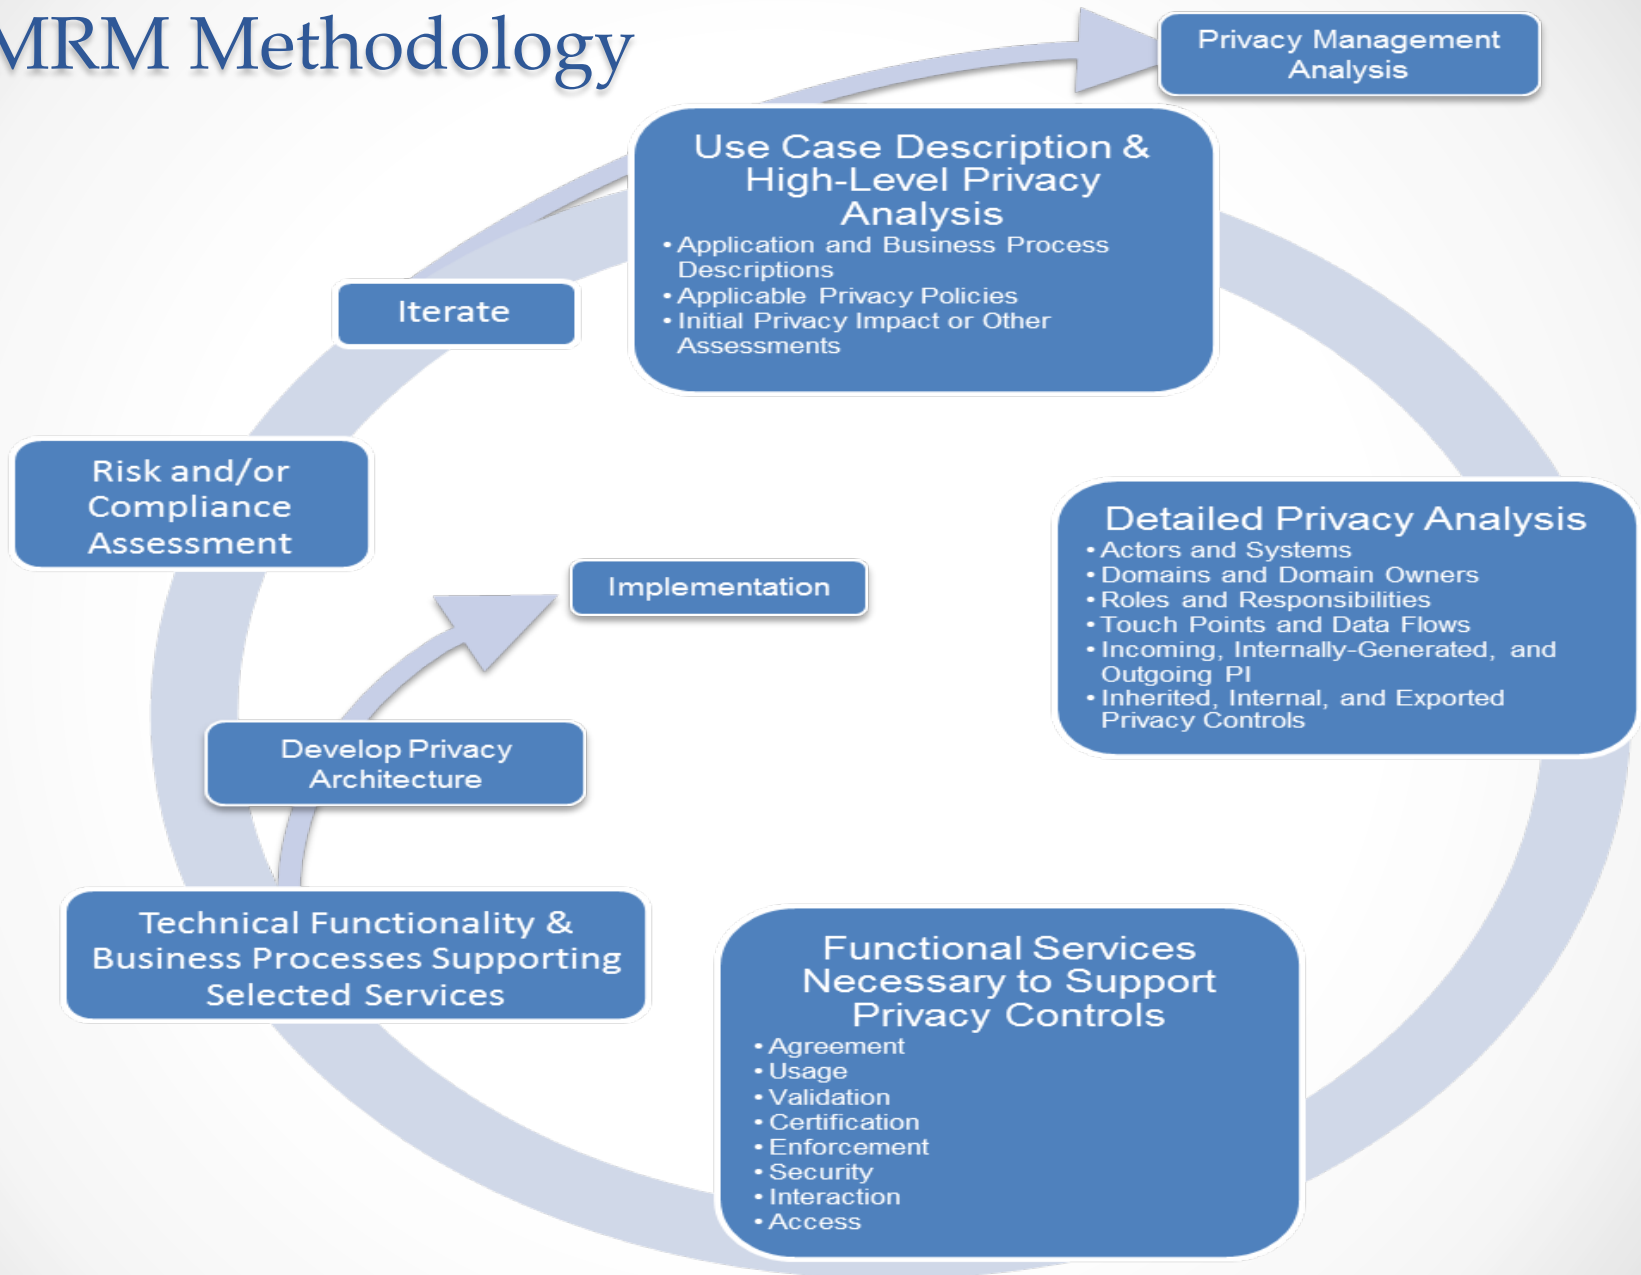 MRM Methodology
Privacy Management
Analysis
Use Case Description &
High-Level Privacy
Analysis
• Application and Business Process
Descriptions
• Applicable Privacy Policies
• Initial Privacy Impact or Other
Assessments
Iterate
Risk and/or
Compliance
Assessment
Detailed Privacy Analysis
• Actors and Systems
• Domains and Domain Owners
• Roles and Responsibilities
• Touch Points and Data Flows
• Incoming, Internally-Generated, and
Outgoing PI
• Inherited, Internal, and Exported
Privacy Controls
Implementation
Develop Privacy
Architecture
Technical Functionality &
Business Processes Supporting
Selected Services
Functional Services
Necessary to Support
Privacy Controls
• Agreement
• Usage
• Validation
• Certification
• Enforcement
• Security
• Interaction
• Access